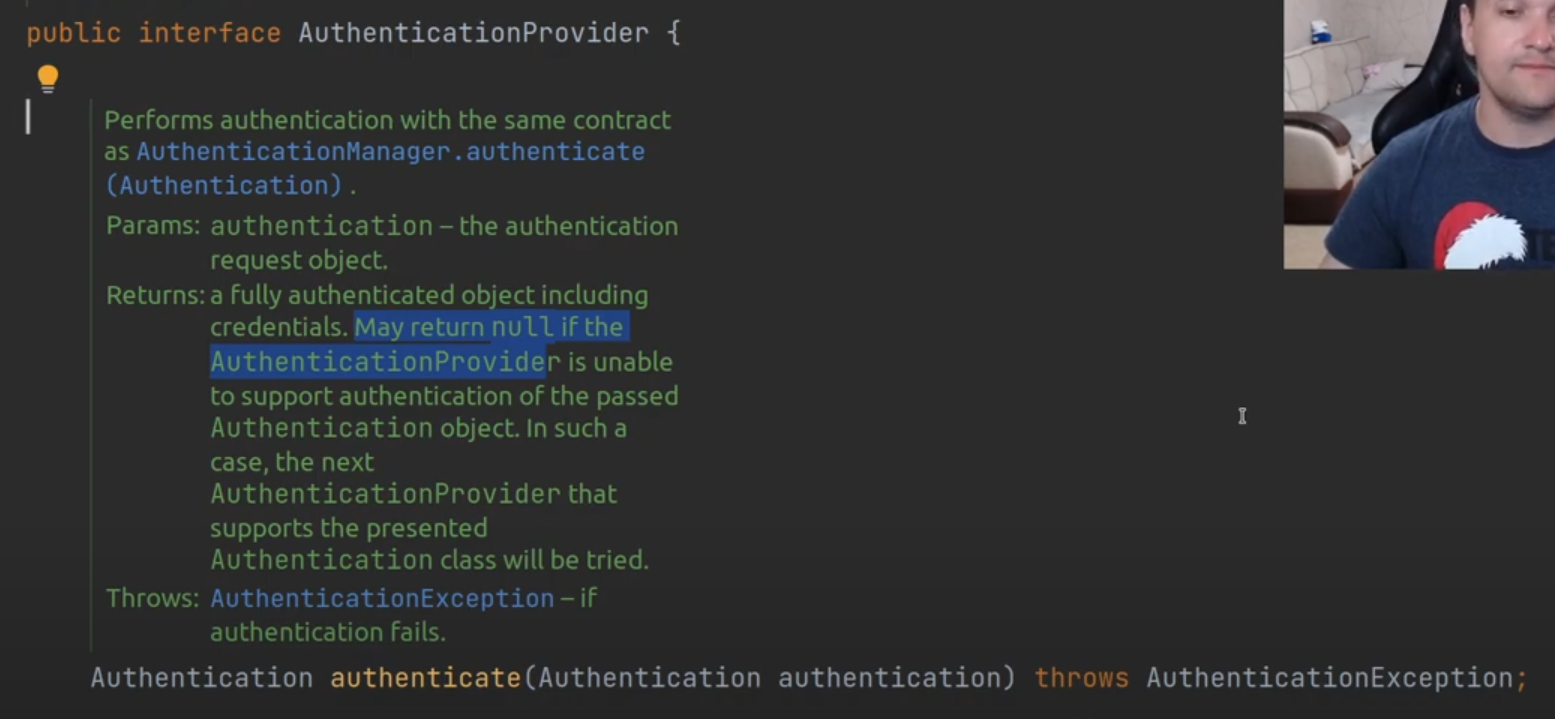 public interface AuthenticationProvider {
Performs authentication with the same contract
as AuthenticationManager.authenticate
(Authentication) .
Params: authentication – the authentication
request object.
Returns: a fully authenticated object including
credentials. May return null if the
AuthenticationProvider is unable
to support authentication of the passed
Authentication object. In such a
case, the next
AuthenticationProvider that
supports the presented
Authentication class will be tried.
Throws: AuthenticationException – if
authentication fails.
Authentication authenticate(Authentication authentication) throws AuthenticationException;